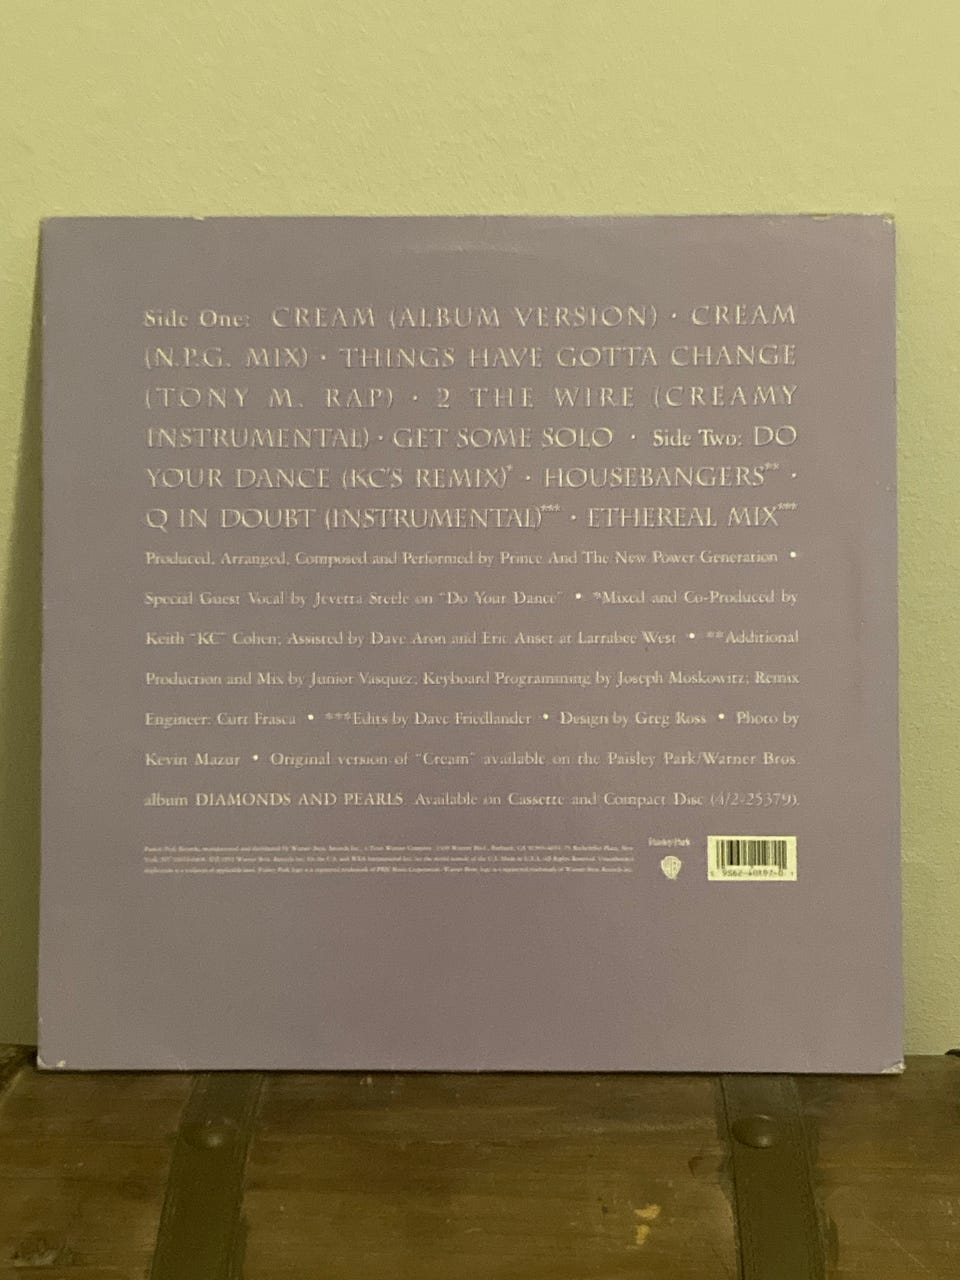 Side One: CREAM (ALBUM VERSION) · CREAM
(N.P.G. MIX) · THINGS HAVE GOTTA CHANGE
(TONY M. RAP) · 2 THE WIRE (CREAMY
INSTRUMENTAL) · GET SOME SOLO · Side Two: DO
YOUR DANCE (KC'S REMIX)* · HOUSEBANGERS** ·
Q IN DOUBT (INSTRUMENTAL)*** · ETHEREAL MIX***
Produced, Arranged, Composed and Performed by Prince And The New Power Generation •
Special Guest Vocal by Jevetta Steele on "Do Your Dance" • *Mixed and Co-Produced by
Keith "KC" Cohen; Assisted by Dave Aron and Eric Anset at Larrabee West • **Additional
Production and Mix by Junior Vasquez; Keyboard Programming by Joseph Moskowitz; Remix
Engineer: Curt Frasca • ***Edits by Dave Friedlander • Design by Greg Ross • Photo by
Kevin Mazur • Original version of "Cream" available on the Paisley Park/Warner Bros.
album DIAMONDS AND PEARLS Available on Cassette and Compact Disc (4/2-25379).
Paisley Park